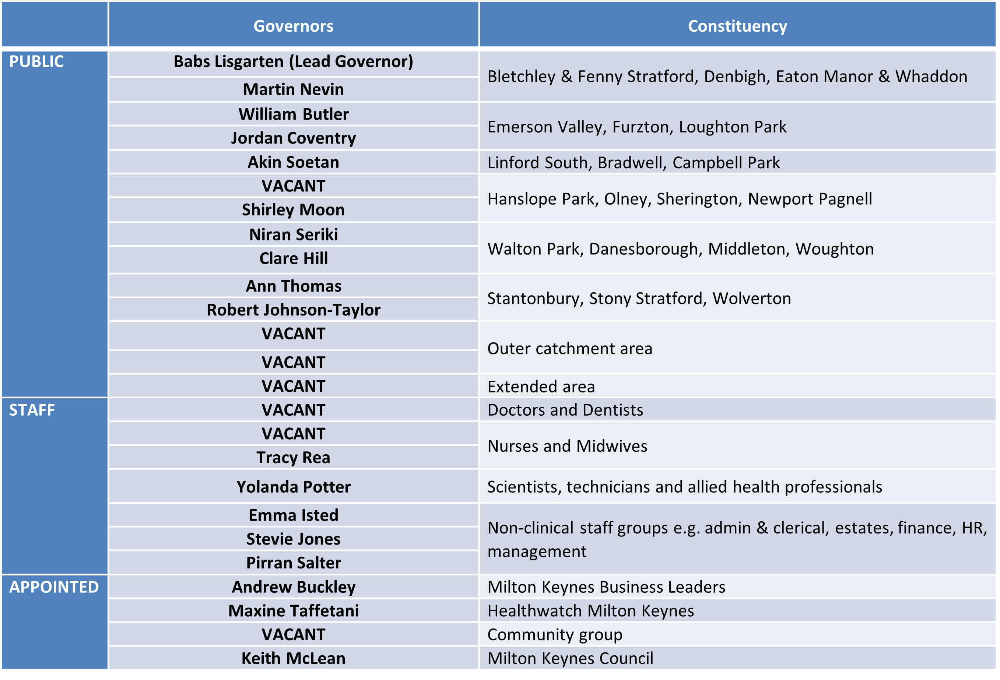 Governors
Constituency
PUBLIC
Babs Lisgarten (Lead Governor)
Martin Nevin
Bletchley & Fenny Stratford, Denbigh, Eaton Manor & Whaddon
William Butler
Jordan Coventry
Emerson Valley, Furzton, Loughton Park
Akin Soetan
Linford South, Bradwell, Campbell Park
VACANT
Shirley Moon
Hanslope Park, Olney, Sherington, Newport Pagnell
Niran Seriki
Clare Hill
Walton Park, Danesborough, Middleton, Woughton
Ann Thomas
Robert Johnson-Taylor
Stantonbury, Stony Stratford, Wolverton
VACANT
VACANT
Outer catchment area
VACANT
Extended area
STAFF
VACANT
Doctors and Dentists
VACANT
Tracy Rea
Nurses and Midwives
Yolanda Potter
Scientists, technicians and allied health professionals
Emma Isted
Stevie Jones
Pirran Salter
Non-clinical staff groups e.g. admin & clerical, estates, finance, HR,
management
APPOINTED
Andrew Buckley
Milton Keynes Business Leaders
Maxine Taffetani
Healthwatch Milton Keynes
VACANT
Community group
Keith McLean
Milton Keynes Council